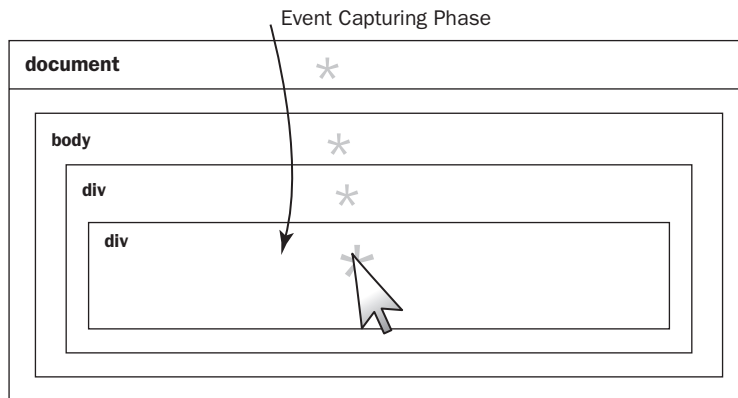 Event Capturing Phase
document
body
div
div